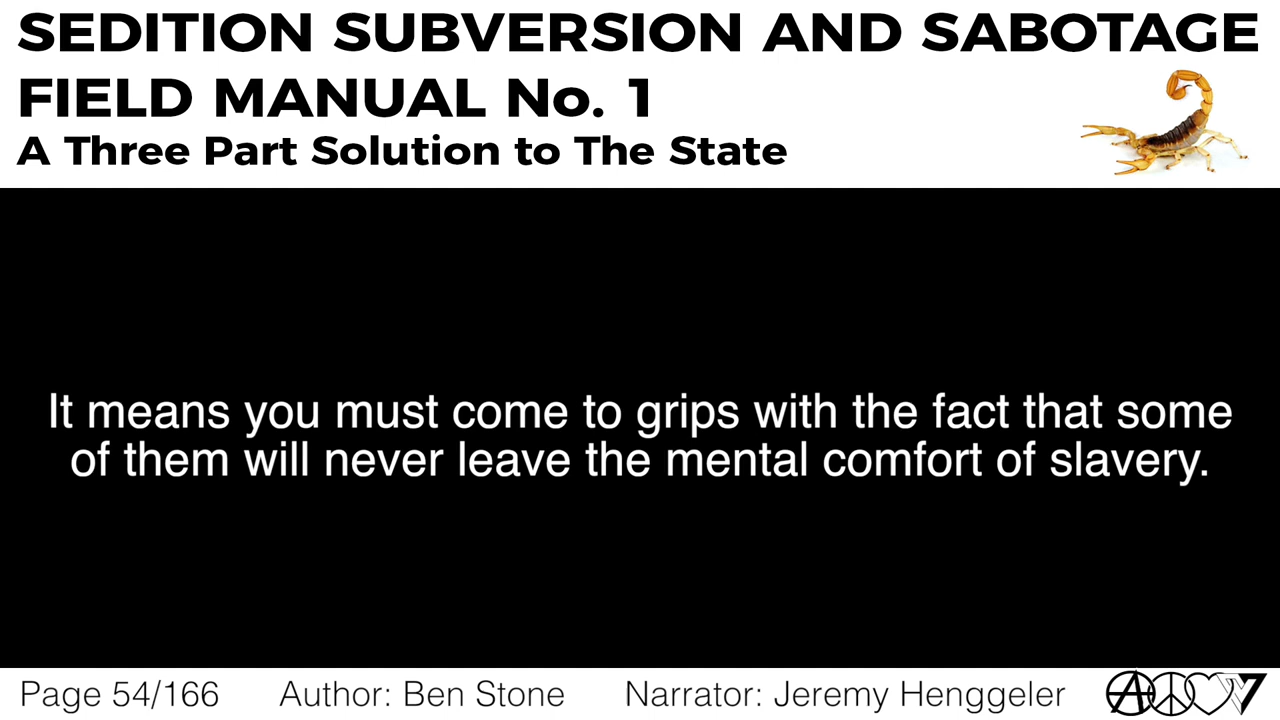 SEDITION SUBVERSION AND SABOTAGE
FIELD MANUAL No. 1
A Three Part Solution to The State
It means you must come to grips with the fact that some
of them will never leave the mental comfort of slavery.
Page 54/166 Author: Ben Stone Narrator: Jeremy Henggeler